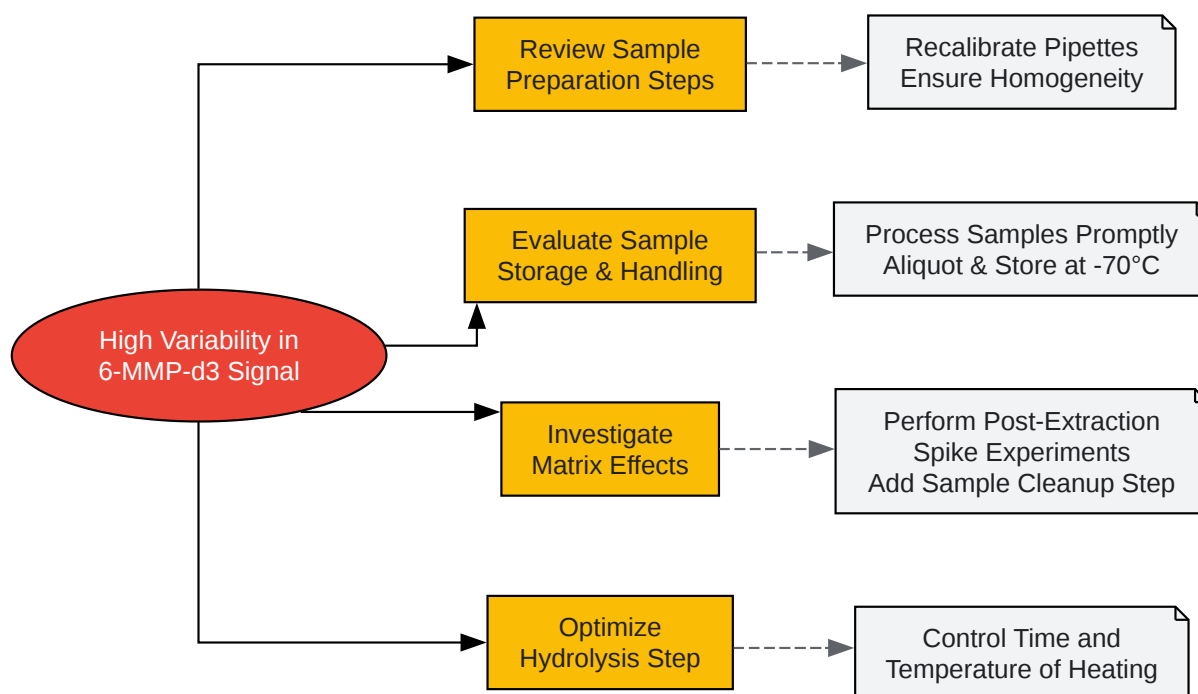 Review Sample
Preparation Steps
Recalibrate Pipettes
Ensure Homogeneity
Evaluate Sample
Storage & Handling
Process Samples Promptly
Aliquot & Store at -70°C
High Variability in
6-MMP-d3 Signal
Investigate
Matrix Effects
Perform Post-Extraction
Spike Experiments
Add Sample Cleanup Step
Optimize
Hydrolysis Step
Control Time and
Temperature of Heating